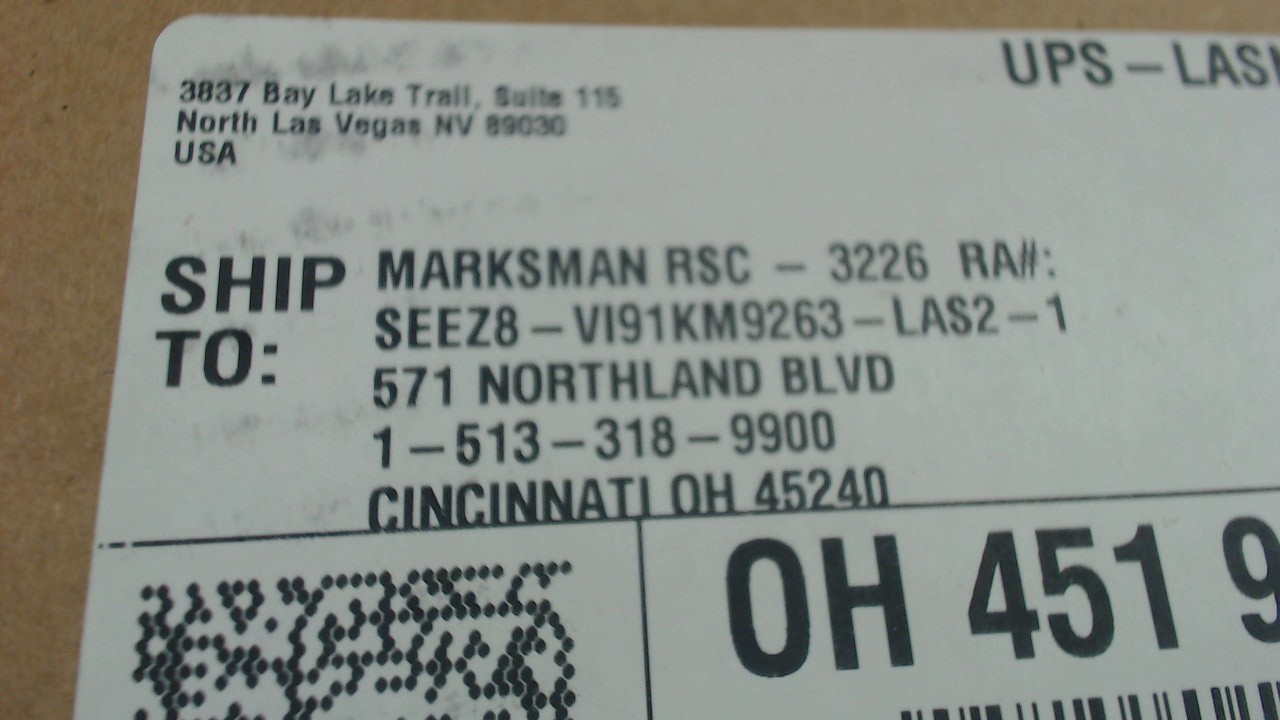 3837 Bay Lake Trail, Suite 115
North Las Vegas NV 89030
USA
UPS-LAS
SHIP TO:
MARKSMAN RSC - 3226 RA#:
SEEZ8-VI91KM9263-LAS2-1
571 NORTHLAND BLVD
1-513-318-9900
CINCINNATI OH 45240
OH 451 9